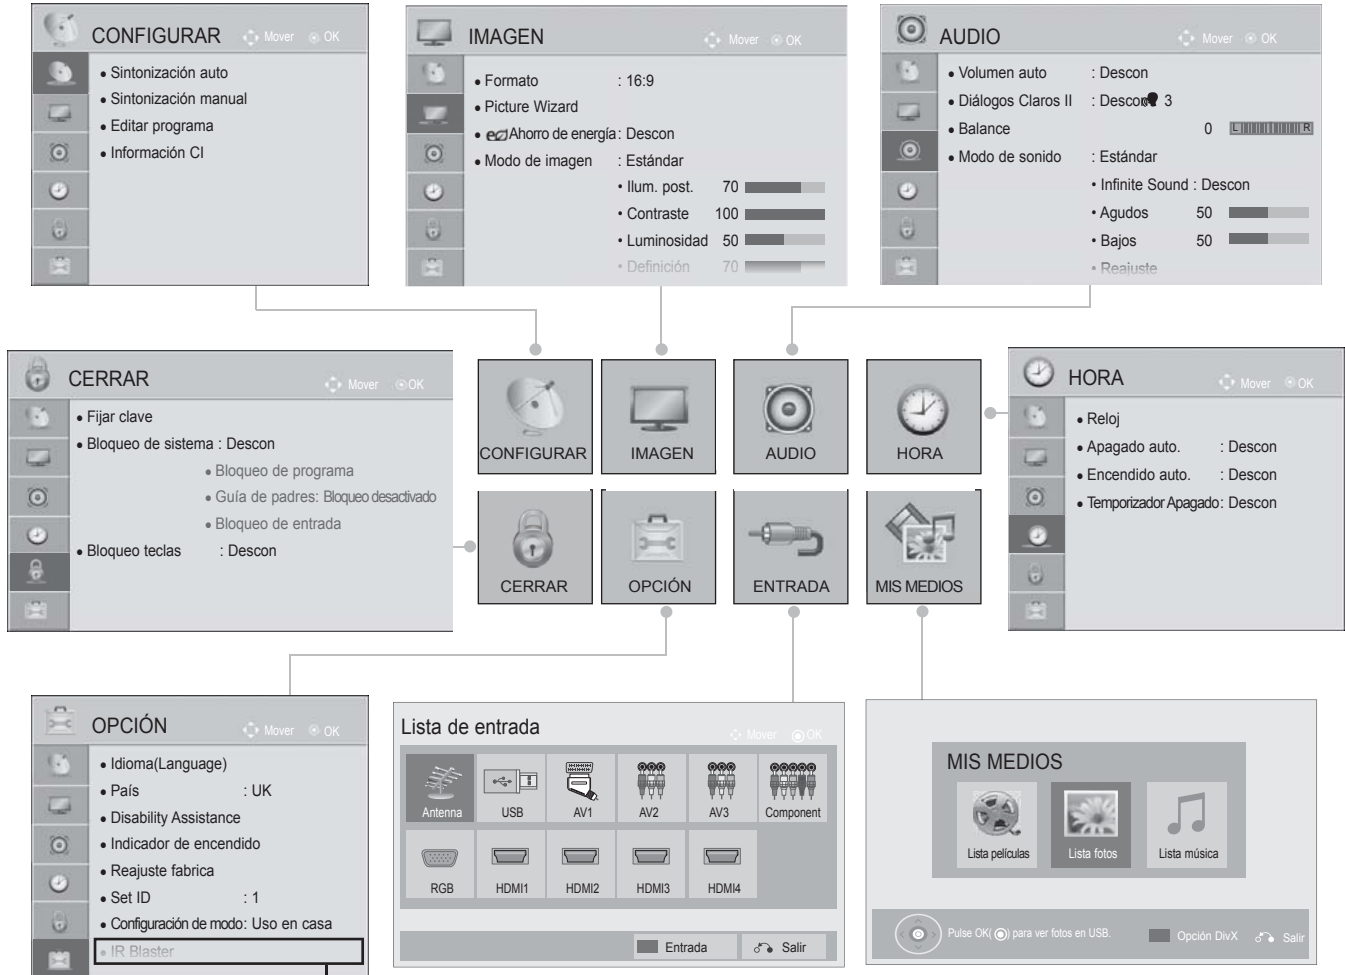 CONFIGURAR Mover OK
Sintonización auto
Sintonización manual
Editar programa
Información CI
IMAGEN Mover OK
Formato : 16:9
Picture Wizard
eco Ahorro de energía : Descon
Modo de imagen : Estándar
Ilum. post. 70
Contraste 100
Luminosidad 50
Definición 70
AUDIO Mover OK
Volumen auto : Descon
Diálogos Claros II : Descon 3
Balance 0 L R
Modo de sonido : Estándar
Infinite Sound : Descon
Agudos 50
Bajos 50
Reajuste
CERRAR Mover OK
Fijar clave
Bloqueo de sistema : Descon
Bloqueo de programa
Guía de padres: Bloqueo desactivado
Bloqueo de entrada
Bloqueo teclas : Descon
CONFIGURAR
IMAGEN
AUDIO
HORA
CERRAR
OPCIÓN
ENTRADA
MIS MEDIOS
HORA Mover OK
Reloj
Apagado auto. : Descon
Encendido auto. : Descon
Temporizador Apagado : Descon
OPCIÓN Mover OK
Idioma(Language)
País : UK
Disability Assistance
Indicador de encendido
Reajuste fabrica
Set ID : 1
Configuración de modo : Uso en casa
IR Blaster
Lista de entrada Mover OK
Antenna
USB
AV1
AV2
AV3
Component
RGB
HDMI1
HDMI2
HDMI3
HDMI4
Entrada
Salir
MIS MEDIOS
Lista películas
Lista fotos
Lista música
Pulse OK( ) para ver fotos en USB.
Opción DivX
Salir